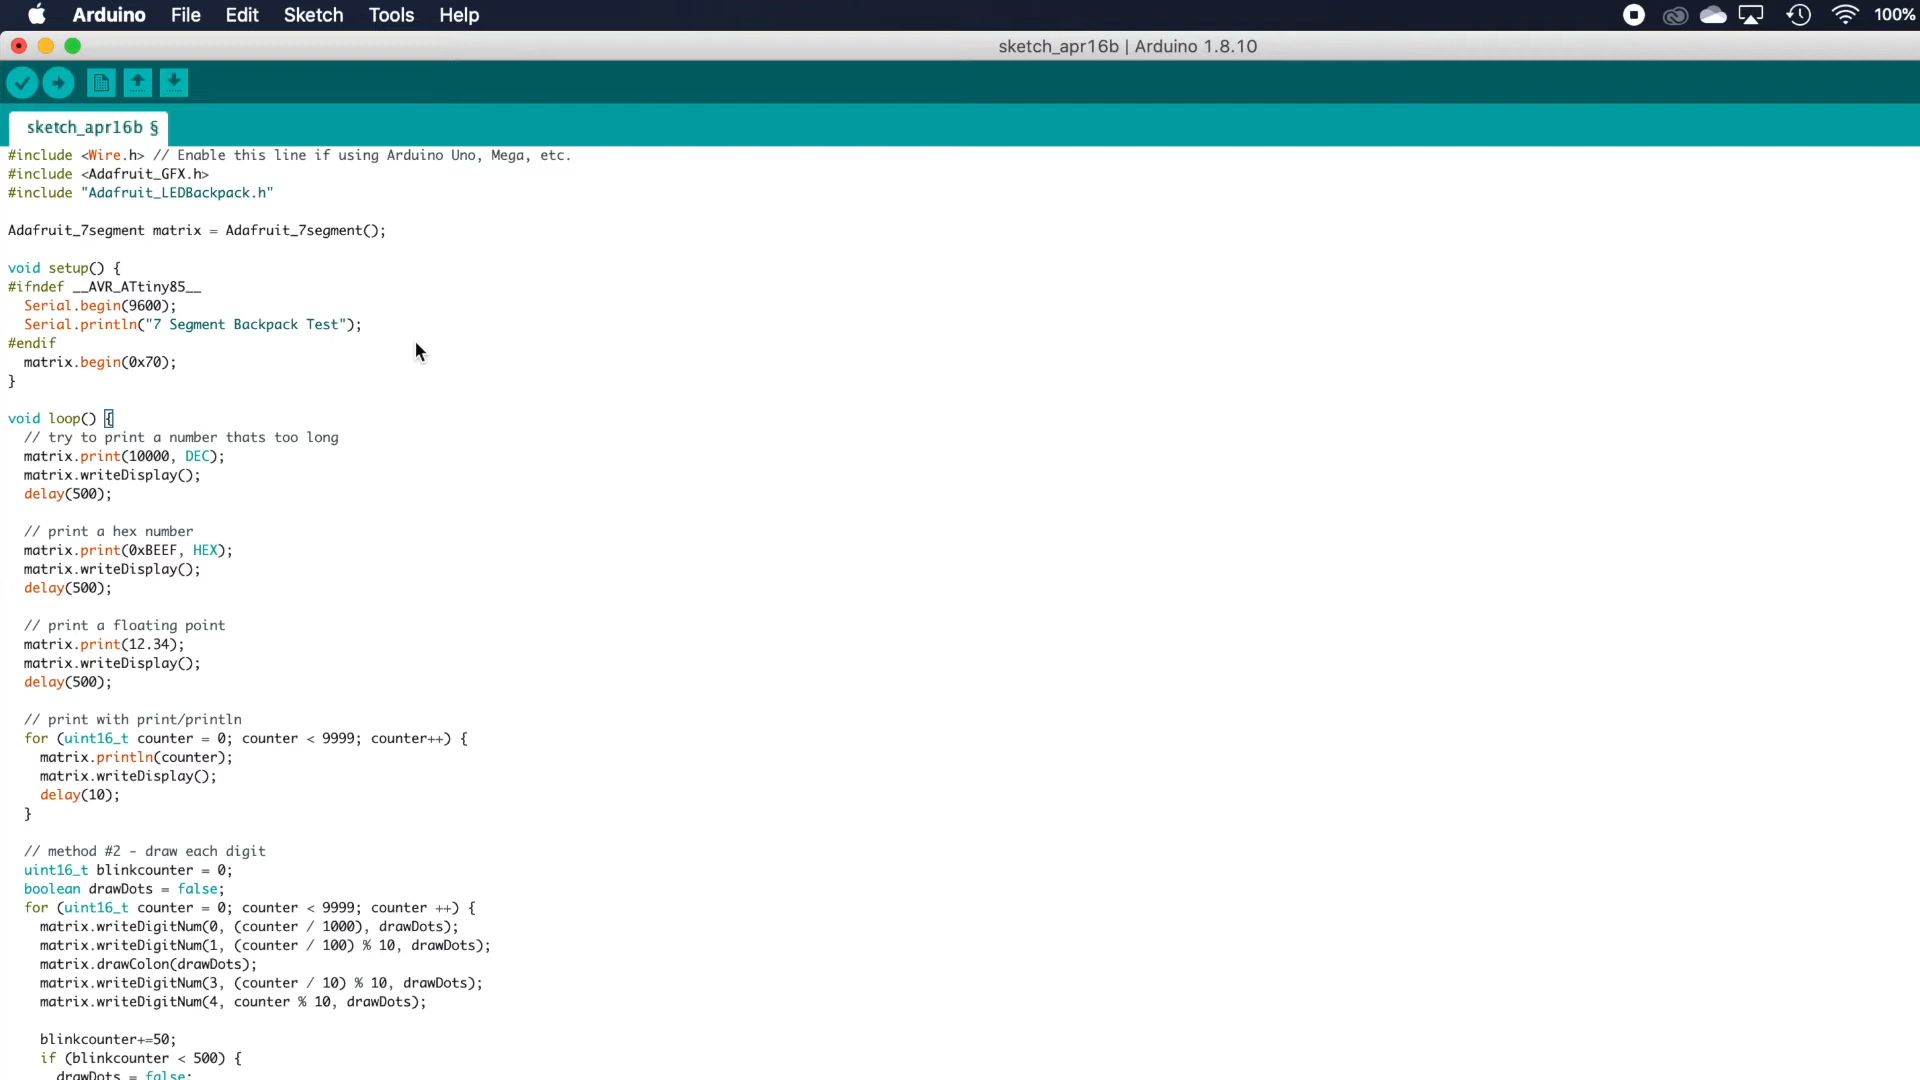 Arduino File Edit Sketch Tools Help 100%
sketch_apr16b | Arduino 1.8.10
sketch_apr16b §
#include <Wire.h> // Enable this line if using Arduino Uno, Mega, etc.
#include <Adafruit_GFX.h>
#include "Adafruit_LEDBackpack.h"
Adafruit_7segment matrix = Adafruit_7segment();
void setup() {
#ifndef __AVR_ATtiny85__
Serial.begin(9600);
Serial.println("7 Segment Backpack Test");
#endif
matrix.begin(0x70);
}
void loop() {
// try to print a number thats too long
matrix.print(10000, DEC);
matrix.writeDisplay();
delay(500);
// print a hex number
matrix.print(0xBEEF, HEX);
matrix.writeDisplay();
delay(500);
// print a floating point
matrix.print(12.34);
matrix.writeDisplay();
delay(500);
// print with print/println
for (uint16_t counter = 0; counter < 9999; counter++) {
matrix.println(counter);
matrix.writeDisplay();
delay(10);
}
// method #2 - draw each digit
uint16_t blinkcounter = 0;
boolean drawDots = false;
for (uint16_t counter = 0; counter < 9999; counter ++) {
matrix.writeDigitNum(0, (counter / 1000), drawDots);
matrix.writeDigitNum(1, (counter / 100) % 10, drawDots);
matrix.drawColon(drawDots);
matrix.writeDigitNum(3, (counter / 10) % 10, drawDots);
matrix.writeDigitNum(4, counter % 10, drawDots);
blinkcounter+=50;
if (blinkcounter < 500) {
drawDots = false;